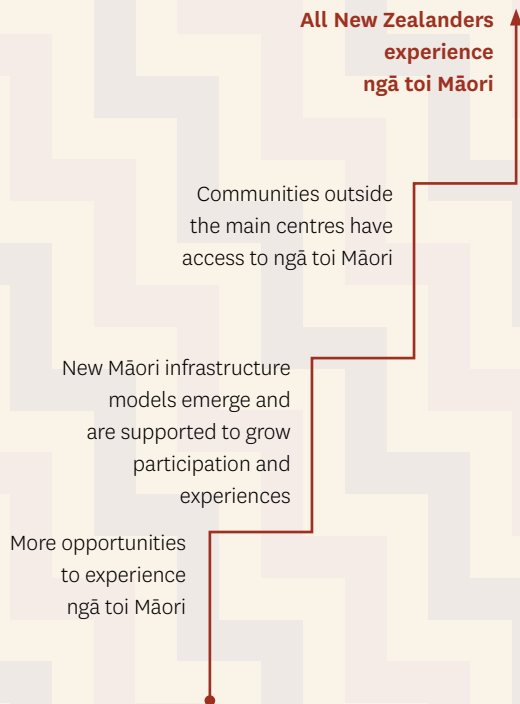 All New Zealanders
experience
ngā toi Māori
Communities outside
the main centres have
access to ngā toi Māori
New Māori infrastructure
models emerge and
are supported to grow
participation and
experiences
More opportunities
to experience
ngā toi Māori